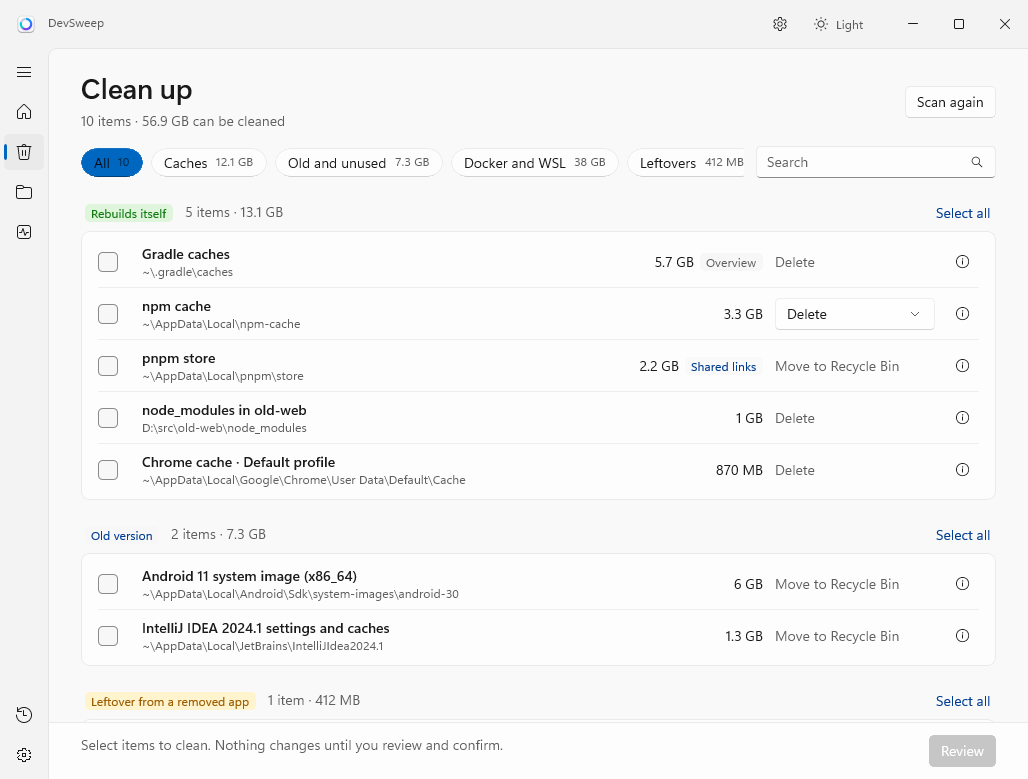 DevSweep
Light
Clean up
10 items · 56.9 GB can be cleaned
Scan again
All 10
Caches 12.1 GB
Old and unused 7.3 GB
Docker and WSL 38 GB
Leftovers 412 MB
Search
Rebuilds itself 5 items · 13.1 GB Select all
Gradle caches
~\.gradle\caches
5.7 GB Overview Delete
npm cache
~\AppData\Local\npm-cache
3.3 GB Delete
pnpm store
~\AppData\Local\pnpm\store
2.2 GB Shared links Move to Recycle Bin
node_modules in old-web
D:\src\old-web\node_modules
1 GB Delete
Chrome cache · Default profile
~\AppData\Local\Google\Chrome\User Data\Default\Cache
870 MB Delete
Old version 2 items · 7.3 GB Select all
Android 11 system image (x86_64)
~\AppData\Local\Android\Sdk\system-images\android-30
6 GB Move to Recycle Bin
IntelliJ IDEA 2024.1 settings and caches
~\AppData\Local\JetBrains\IntelliJIdea2024.1
1.3 GB Move to Recycle Bin
Leftover from a removed app 1 item · 412 MB Select all
Select items to clean. Nothing changes until you review and confirm.
Review